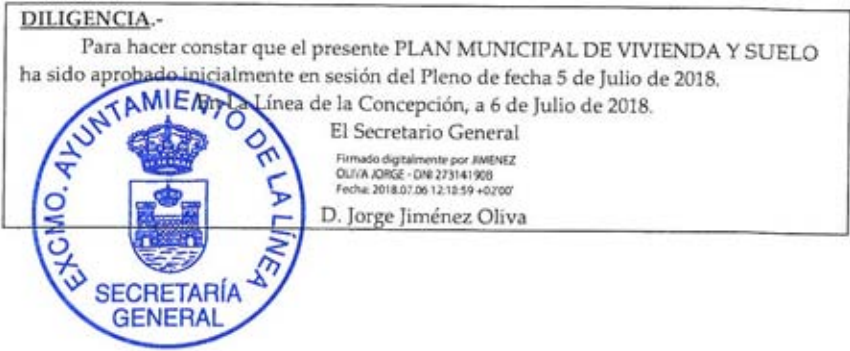 DILIGENCIA.-
Para hacer constar que el presente PLAN MUNICIPAL DE VIVIENDA Y SUELO
ha sido aprobado inicialmente en sesión del Pleno de fecha 5 de Julio de 2018.
En La Línea de la Concepción, a 6 de Julio de 2018.
El Secretario General
Firmado digitalmente por JIMENEZ
OLIVA JORGE - DNI 27314190B
Fecha: 2018.07.06 12:12:59 +02'00'
D. Jorge Jiménez Oliva
EXCMO. AYUNTAMIENTO DE LA LÍNEA
SECRETARÍA
GENERAL